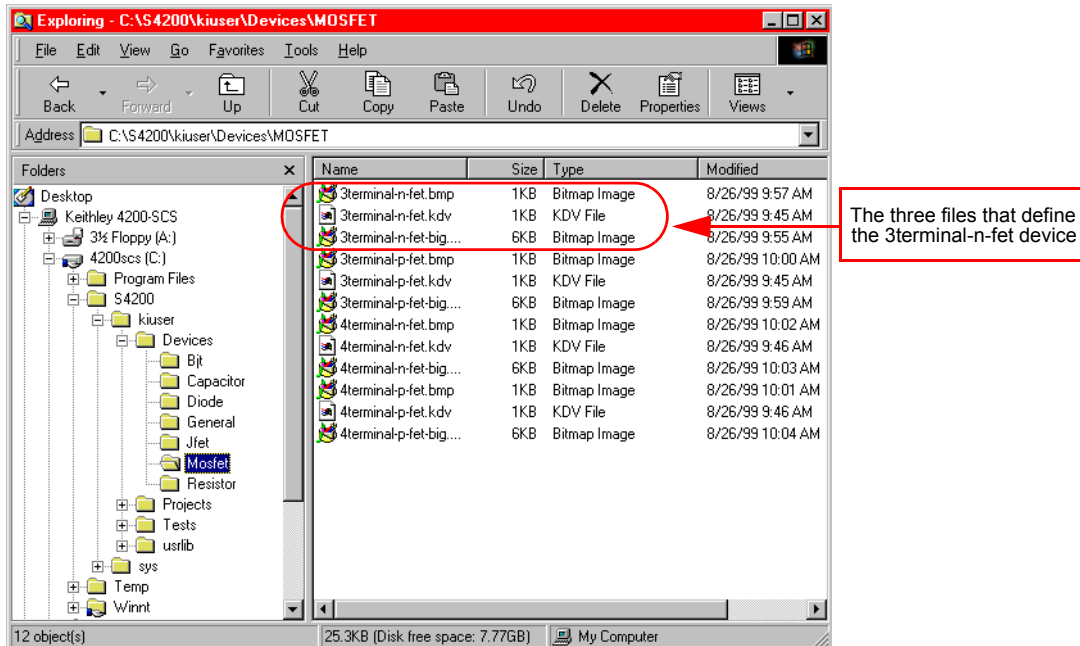 Exploring - C:\S4200\kiuser\Devices\MOSFET
File Edit View Go Favorites Tools Help
Back Forward Up Cut Copy Paste Undo Delete Properties Views
Address C:\S4200\kiuser\Devices\MOSFET
Folders
Desktop
Keithley 4200-SCS
3½ Floppy (A:)
4200scs (C:)
Program Files
S4200
kiuser
Devices
Bjt
Capacitor
Diode
General
Jfet
Mosfet
Resistor
Projects
Tests
usrlib
sys
Temp
Winnt
Name Size Type Modified
3terminal-n-fet.bmp 1KB Bitmap Image 8/26/99 9:57 AM
3terminal-n-fet.kdv 1KB KDV File 8/26/99 9:45 AM
3terminal-n-fet-big.... 6KB Bitmap Image 8/26/99 9:55 AM
3terminal-p-fet.bmp 1KB Bitmap Image 8/26/99 10:00 AM
3terminal-p-fet.kdv 1KB KDV File 8/26/99 9:45 AM
3terminal-p-fet-big.... 6KB Bitmap Image 8/26/99 9:59 AM
4terminal-n-fet.bmp 1KB Bitmap Image 8/26/99 10:02 AM
4terminal-n-fet.kdv 1KB KDV File 8/26/99 9:46 AM
4terminal-n-fet-big.... 6KB Bitmap Image 8/26/99 10:03 AM
4terminal-p-fet.bmp 1KB Bitmap Image 8/26/99 10:01 AM
4terminal-p-fet.kdv 1KB KDV File 8/26/99 9:46 AM
4terminal-p-fet-big.... 6KB Bitmap Image 8/26/99 10:04 AM
The three files that define
the 3terminal-n-fet device
12 object(s) 25.3KB (Disk free space: 7.77GB) My Computer